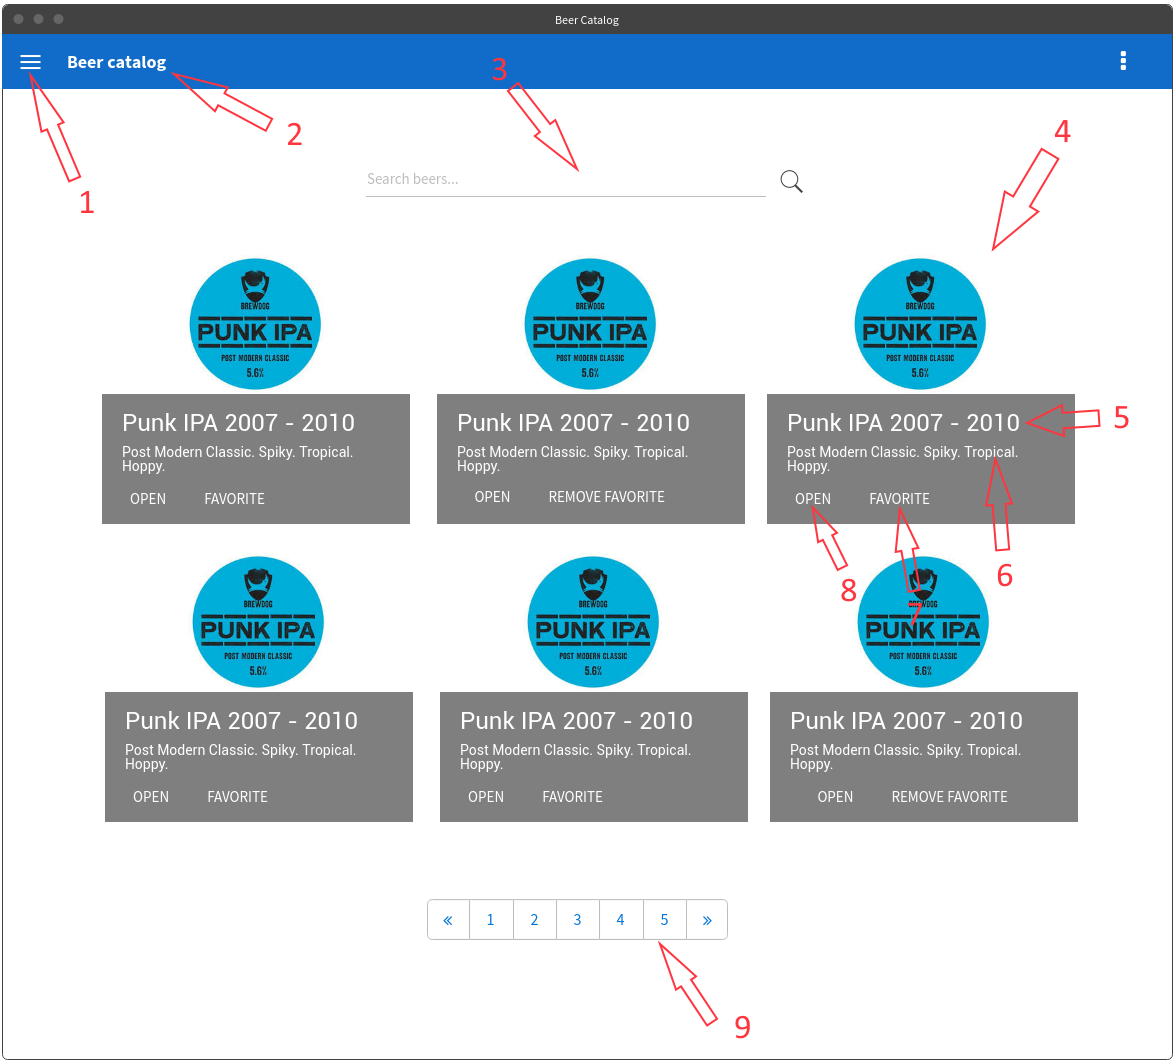 Beer Catalog
Beer catalog
3
2
4
1
Search beers...
BREWDOG
PUNK IPA
POST MODERN CLASSIC
5.6%
BREWDOG
PUNK IPA
POST MODERN CLASSIC
5.6%
BREWDOG
PUNK IPA
POST MODERN CLASSIC
5.6%
Punk IPA 2007 - 2010
Post Modern Classic. Spiky. Tropical.
Hoppy.
OPEN FAVORITE
Punk IPA 2007 - 2010
Post Modern Classic. Spiky. Tropical.
Hoppy.
OPEN REMOVE FAVORITE
Punk IPA 2007 - 2010
Post Modern Classic. Spiky. Tropical.
Hoppy.
OPEN FAVORITE
5
6
8
7
BREWDOG
PUNK IPA
POST MODERN CLASSIC
5.6%
BREWDOG
PUNK IPA
POST MODERN CLASSIC
5.6%
BREWDOG
PUNK IPA
POST MODERN CLASSIC
5.6%
Punk IPA 2007 - 2010
Post Modern Classic. Spiky. Tropical.
Hoppy.
OPEN FAVORITE
Punk IPA 2007 - 2010
Post Modern Classic. Spiky. Tropical.
Hoppy.
OPEN FAVORITE
Punk IPA 2007 - 2010
Post Modern Classic. Spiky. Tropical.
Hoppy.
OPEN REMOVE FAVORITE
« 1 2 3 4 5 »
9